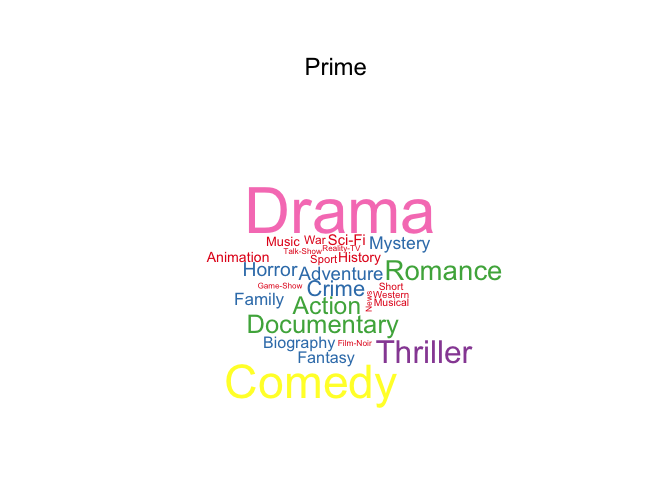 Prime
Drama
Music War Sci-Fi Mystery
Talk-Show Reality-TV
Animation Sport History
Horror Adventure Romance
Game-Show Crime Short
Family Action News Western
Musical
Documentary
Biography Film-Noir Thriller
Fantasy
Comedy